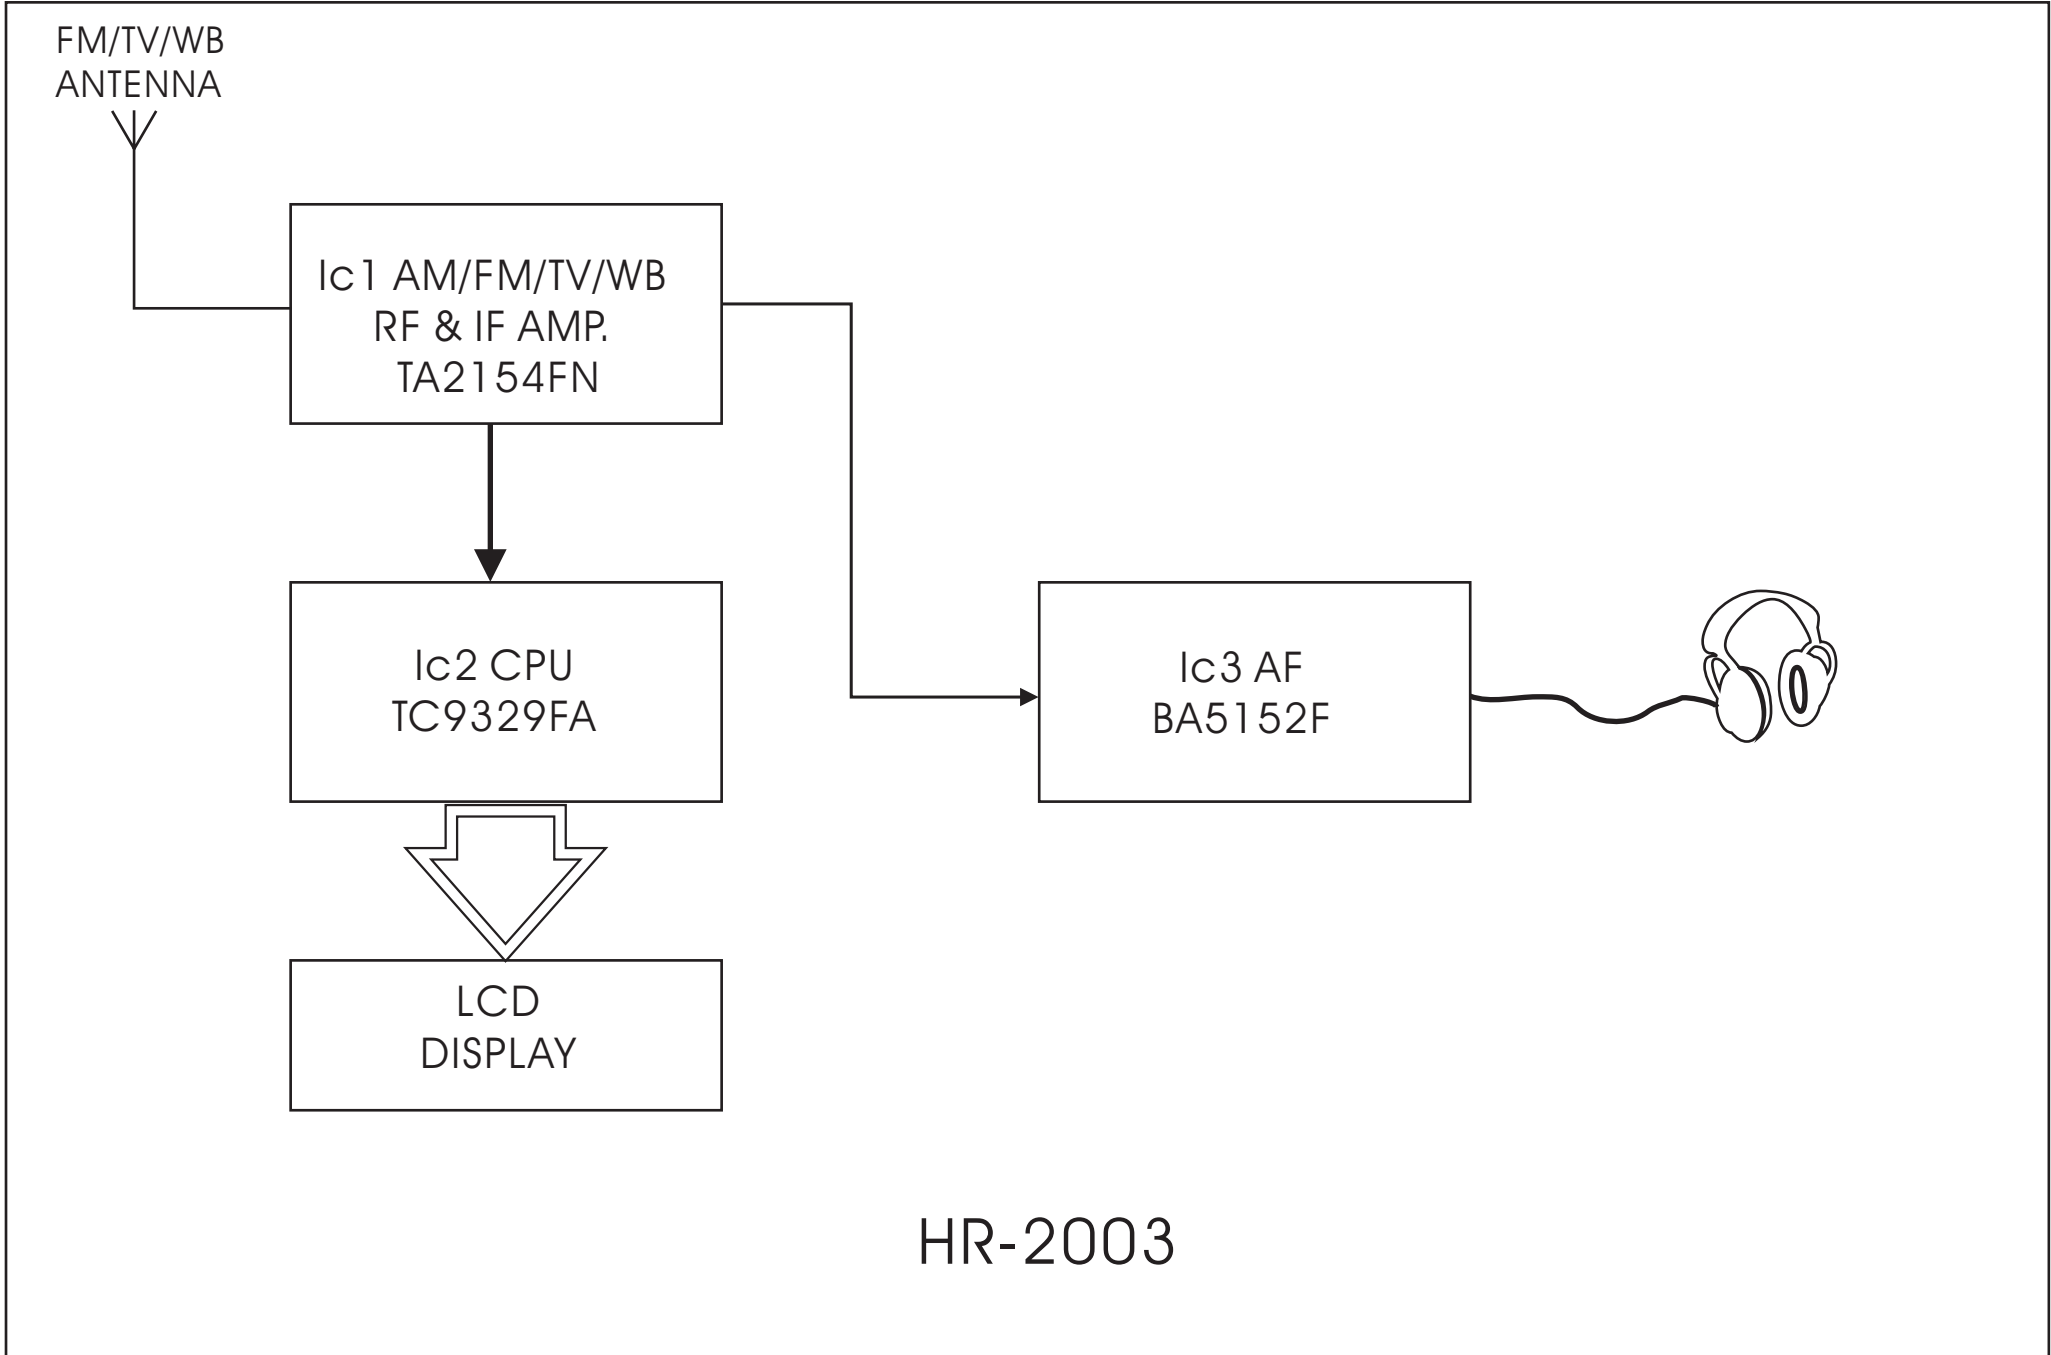 FM/TV/WB
ANTENNA
Ic1 AM/FM/TV/WB
RF & IF AMP.
TA2154FN
Ic2 CPU
TC9329FA
Ic3 AF
BA5152F
LCD
DISPLAY
HR-2003